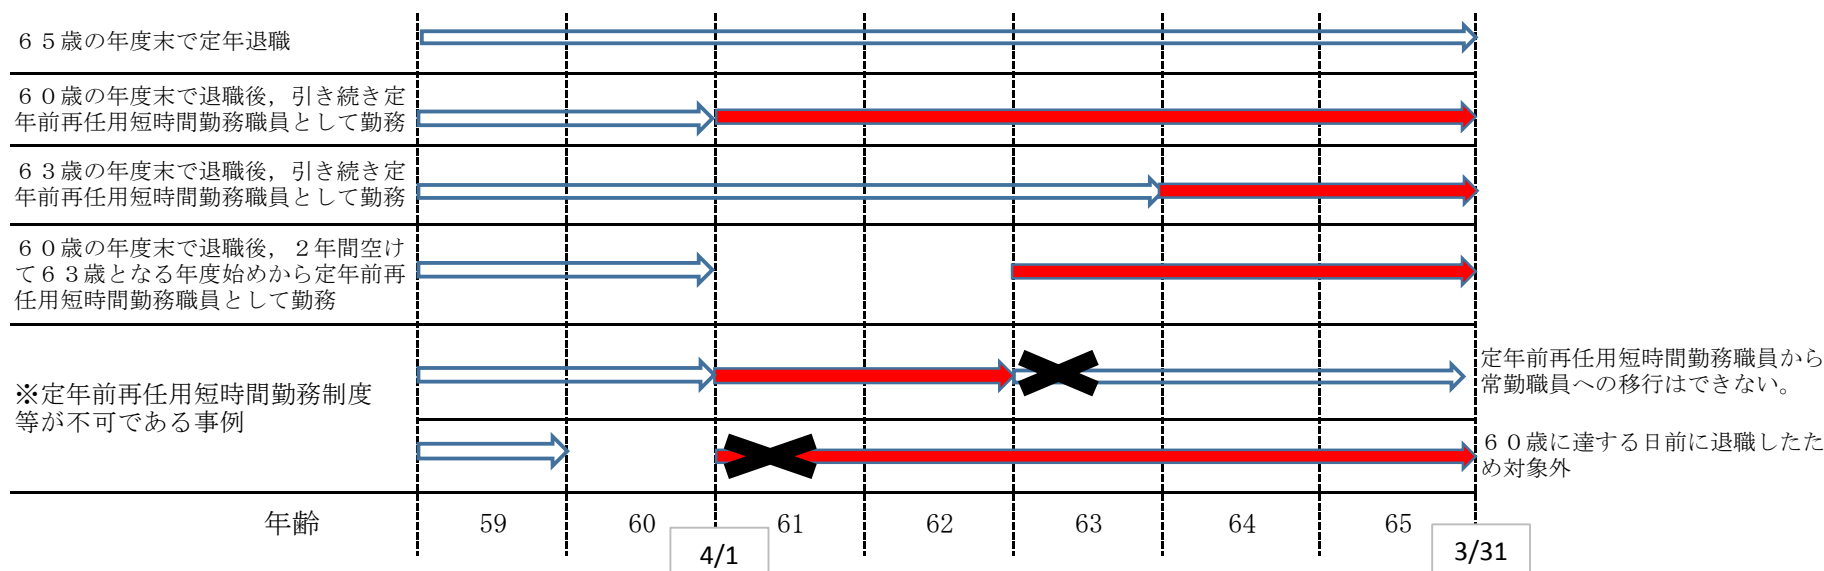 ６５歳の年度末で定年退職
６０歳の年度末で退職後，引き続き定
年前再任用短時間勤務職員として勤務
６３歳の年度末で退職後，引き続き定
年前再任用短時間勤務職員として勤務
６０歳の年度末で退職後，２年間空け
て６３歳となる年度始めから定年前再
任用短時間勤務職員として勤務
※定年前再任用短時間勤務制度
等が不可である事例
定年前再任用短時間勤務職員から
常勤職員への移行はできない。
６０歳に達する日前に退職したた
め対象外
年齢 59 60 61 62 63 64 65
4/1 3/31